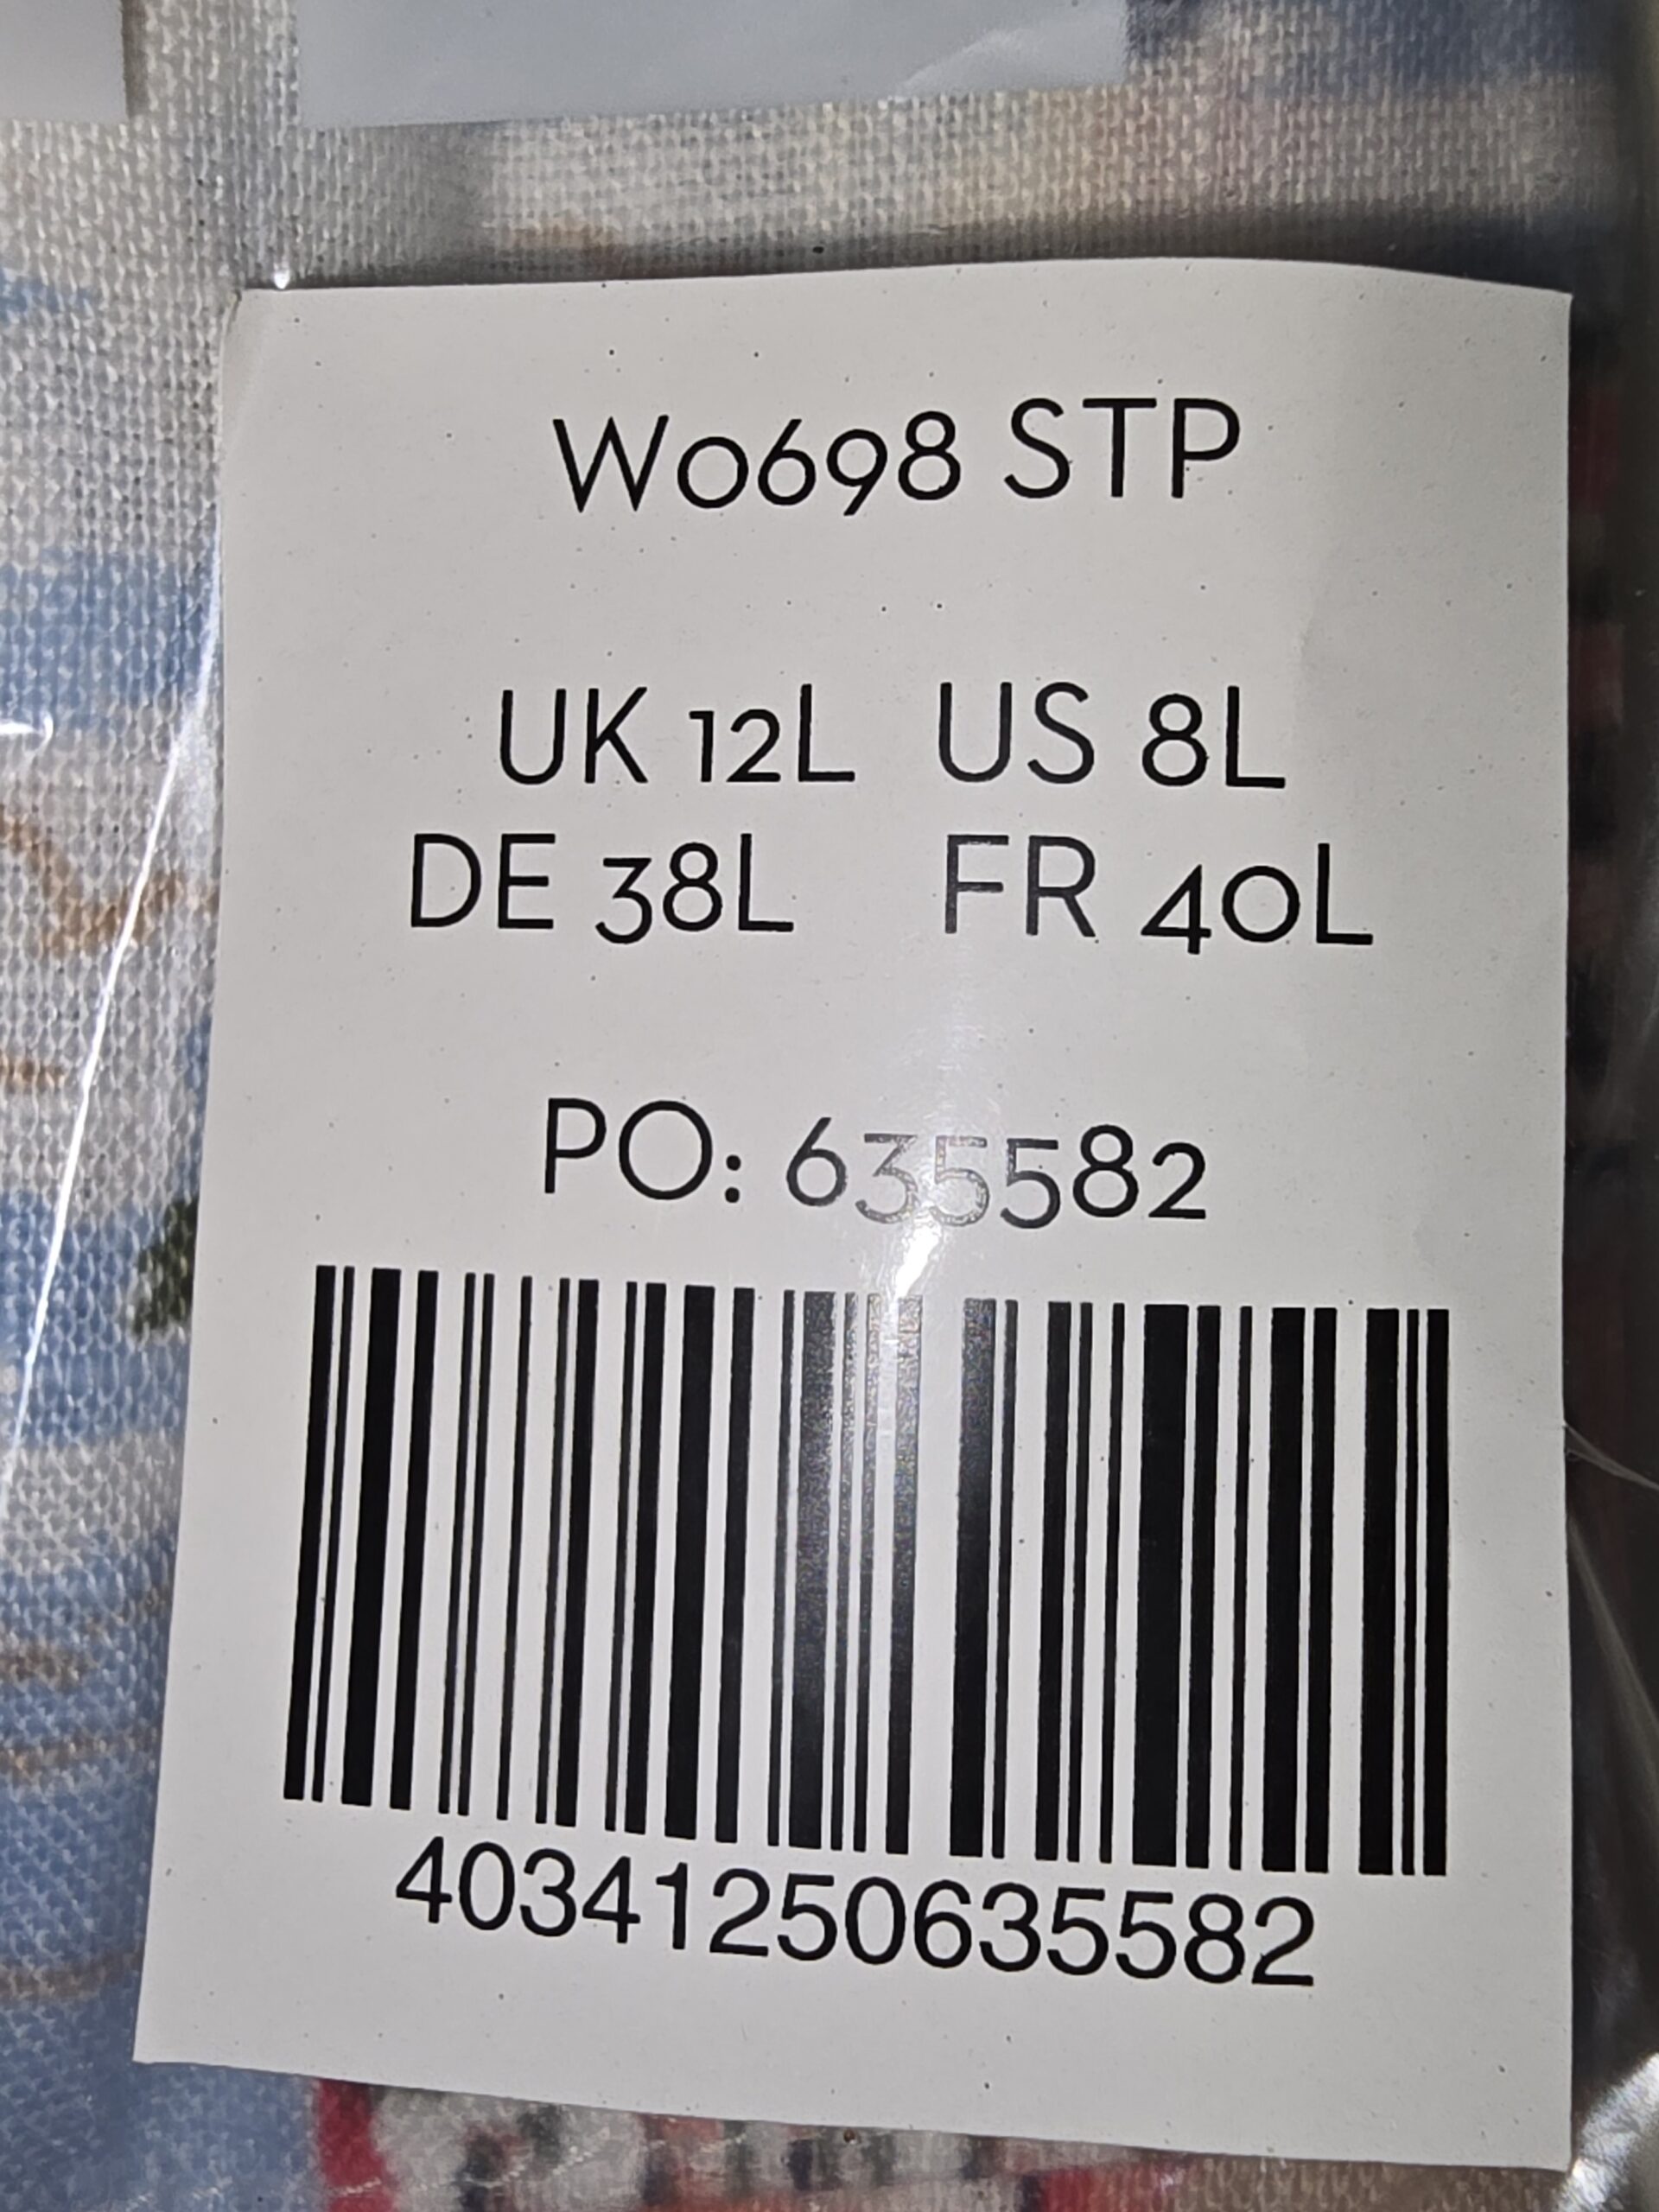 W0698 STP
UK 12L US 8L
DE 38L FR 40L
PO: 635582
40341250635582